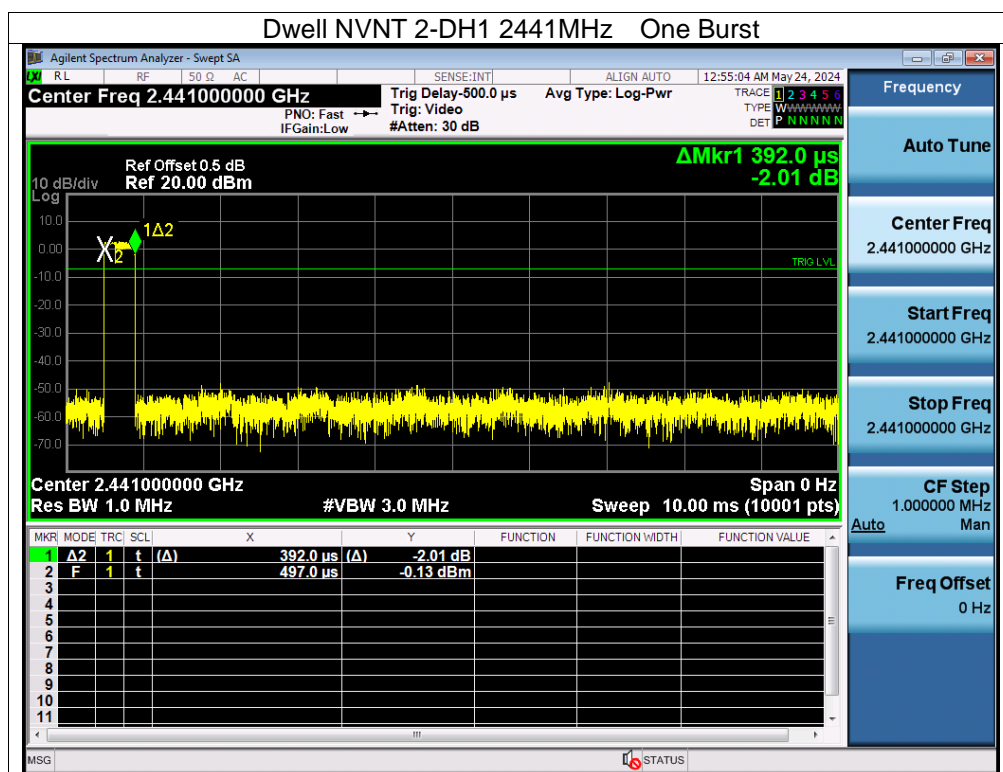 Dwell NVNT 2-DH1 2441MHz    One Burst
Agilent Spectrum Analyzer - Swept SA
LXI RL RF 50 Ω AC SENSE:INT ALIGN AUTO 12:55:04 AM May 24, 2024
Center Freq 2.441000000 GHz
PNO: Fast
IFGain:Low
Trig Delay-500.0 µs
Trig: Video
#Atten: 30 dB
Avg Type: Log-Pwr
TRACE 1 2 3 4 5 6
TYPE WWWWWW
DET P N N N N N
Frequency
Auto Tune
Center Freq
2.441000000 GHz
Start Freq
2.441000000 GHz
Stop Freq
2.441000000 GHz
CF Step
1.000000 MHz
Auto Man
Freq Offset
0 Hz
ΔMkr1 392.0 µs
-2.01 dB
Ref Offset 0.5 dB
10 dB/div Ref 20.00 dBm
Log
10.0
0.00
-10.0
-20.0
-30.0
-40.0
-50.0
-60.0
-70.0
1Δ2
2
TRIG LVL
Center 2.441000000 GHz Span 0 Hz
Res BW 1.0 MHz #VBW 3.0 MHz Sweep 10.00 ms (10001 pts)
MKR MODE TRC SCL X Y FUNCTION FUNCTION WIDTH FUNCTION VALUE
1 Δ2 1 t (Δ) 392.0 µs (Δ) -2.01 dB
2 F 1 t 497.0 µs -0.13 dBm
3
4
5
6
7
8
9
10
11
MSG STATUS